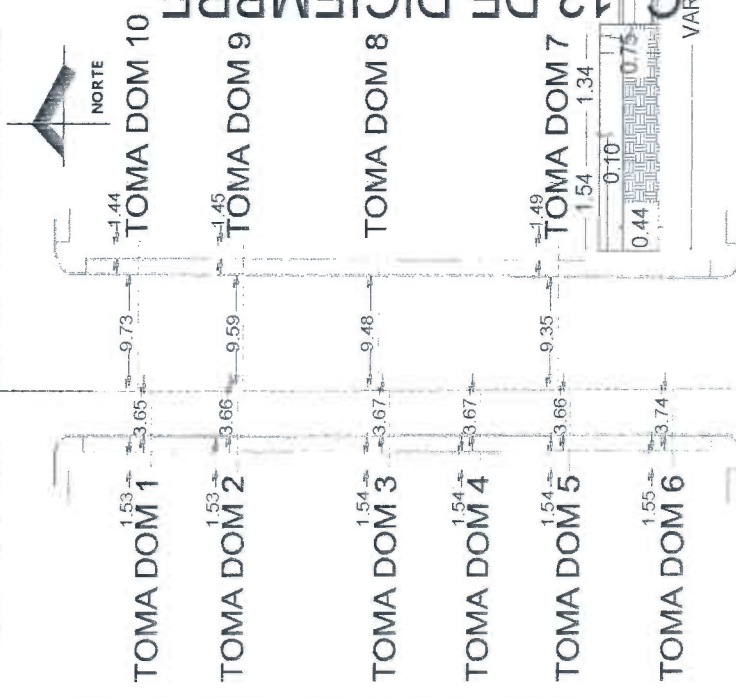 NORTE
1.44
TOMA DOM 10
1.45
TOMA DOM 9
TOMA DOM 8
1.49
TOMA DOM 7
1.54 1.34
0.10
0.75
0.44
9.73
9.59
9.48
9.35
3.65
3.66
3.67
3.67
3.66
3.74
1.53
TOMA DOM 1
1.53
TOMA DOM 2
1.54
TOMA DOM 3
1.54
TOMA DOM 4
1.54
TOMA DOM 5
1.55
TOMA DOM 6
12 DE DICIEMBRE